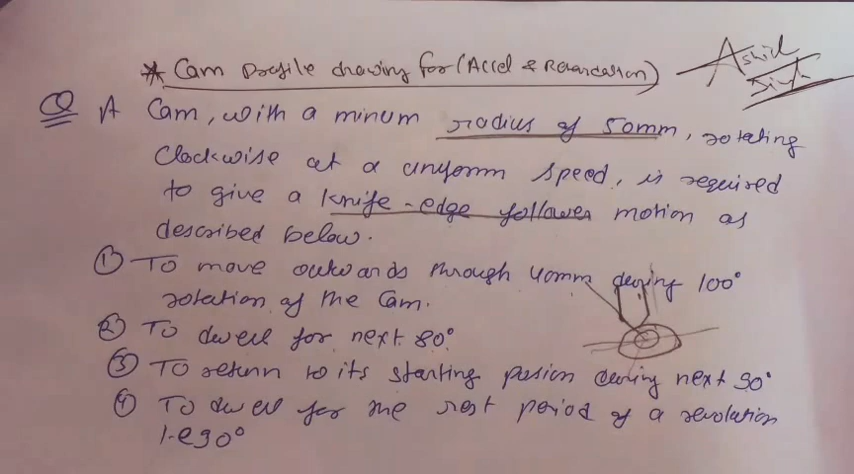 * Cam Profile drawing for (Accel & Retardation)
Ashid
Singh
Q A Cam, with a minum radius of 50mm, rotating
Clockwise at a uniform speed, is required
to give a knife-edge follower motion as
described below.
① To move outwards through 40mm during 100°
rotation of the Cam.
② To dwell for next 80°
③ To return to its starting posion during next 90°
④ To dwell for the rest period of a revolution
i.e 90°